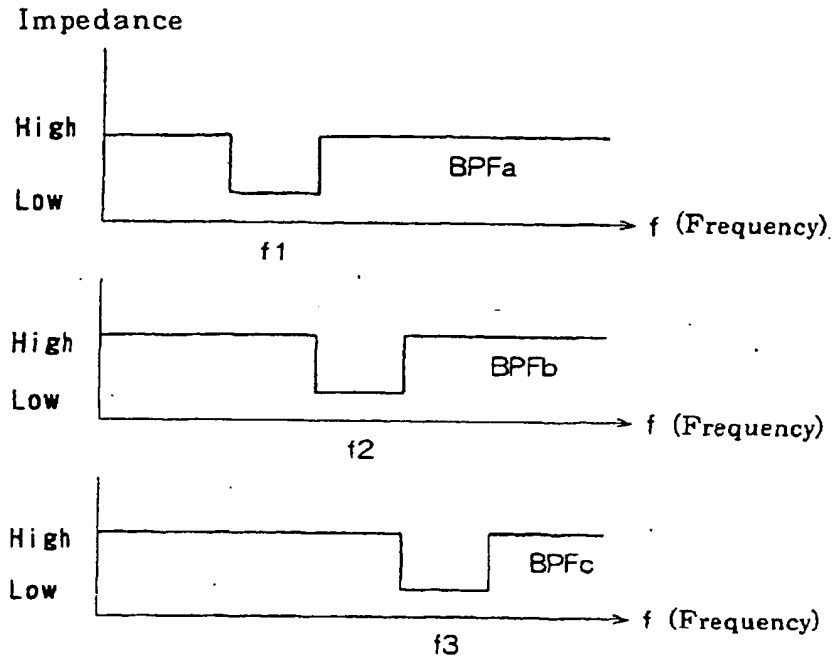 Impedance
High
BPFa
Low
f (Frequency)
f1
High
BPFb
Low
f (Frequency)
f2
High
BPFc
Low
f (Frequency)
f3